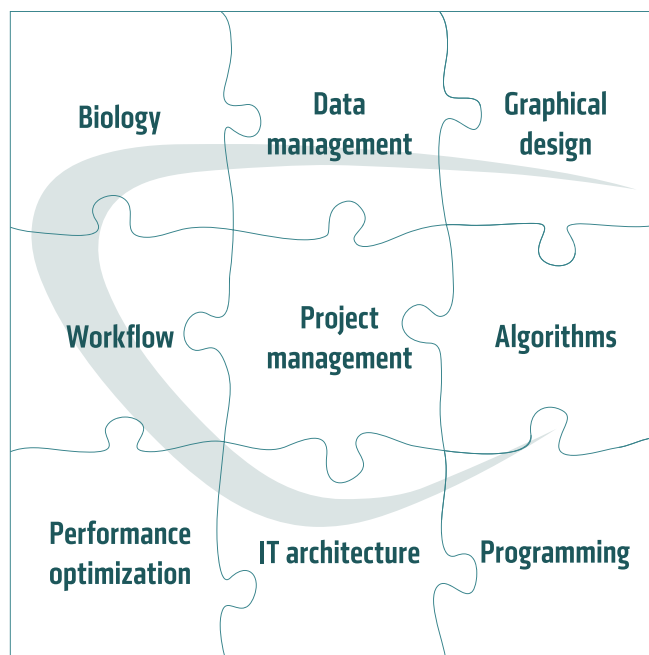 Biology
Data
management
Graphical
design
Workflow
Project
management
Algorithms
Performance
optimization
IT architecture
Programming